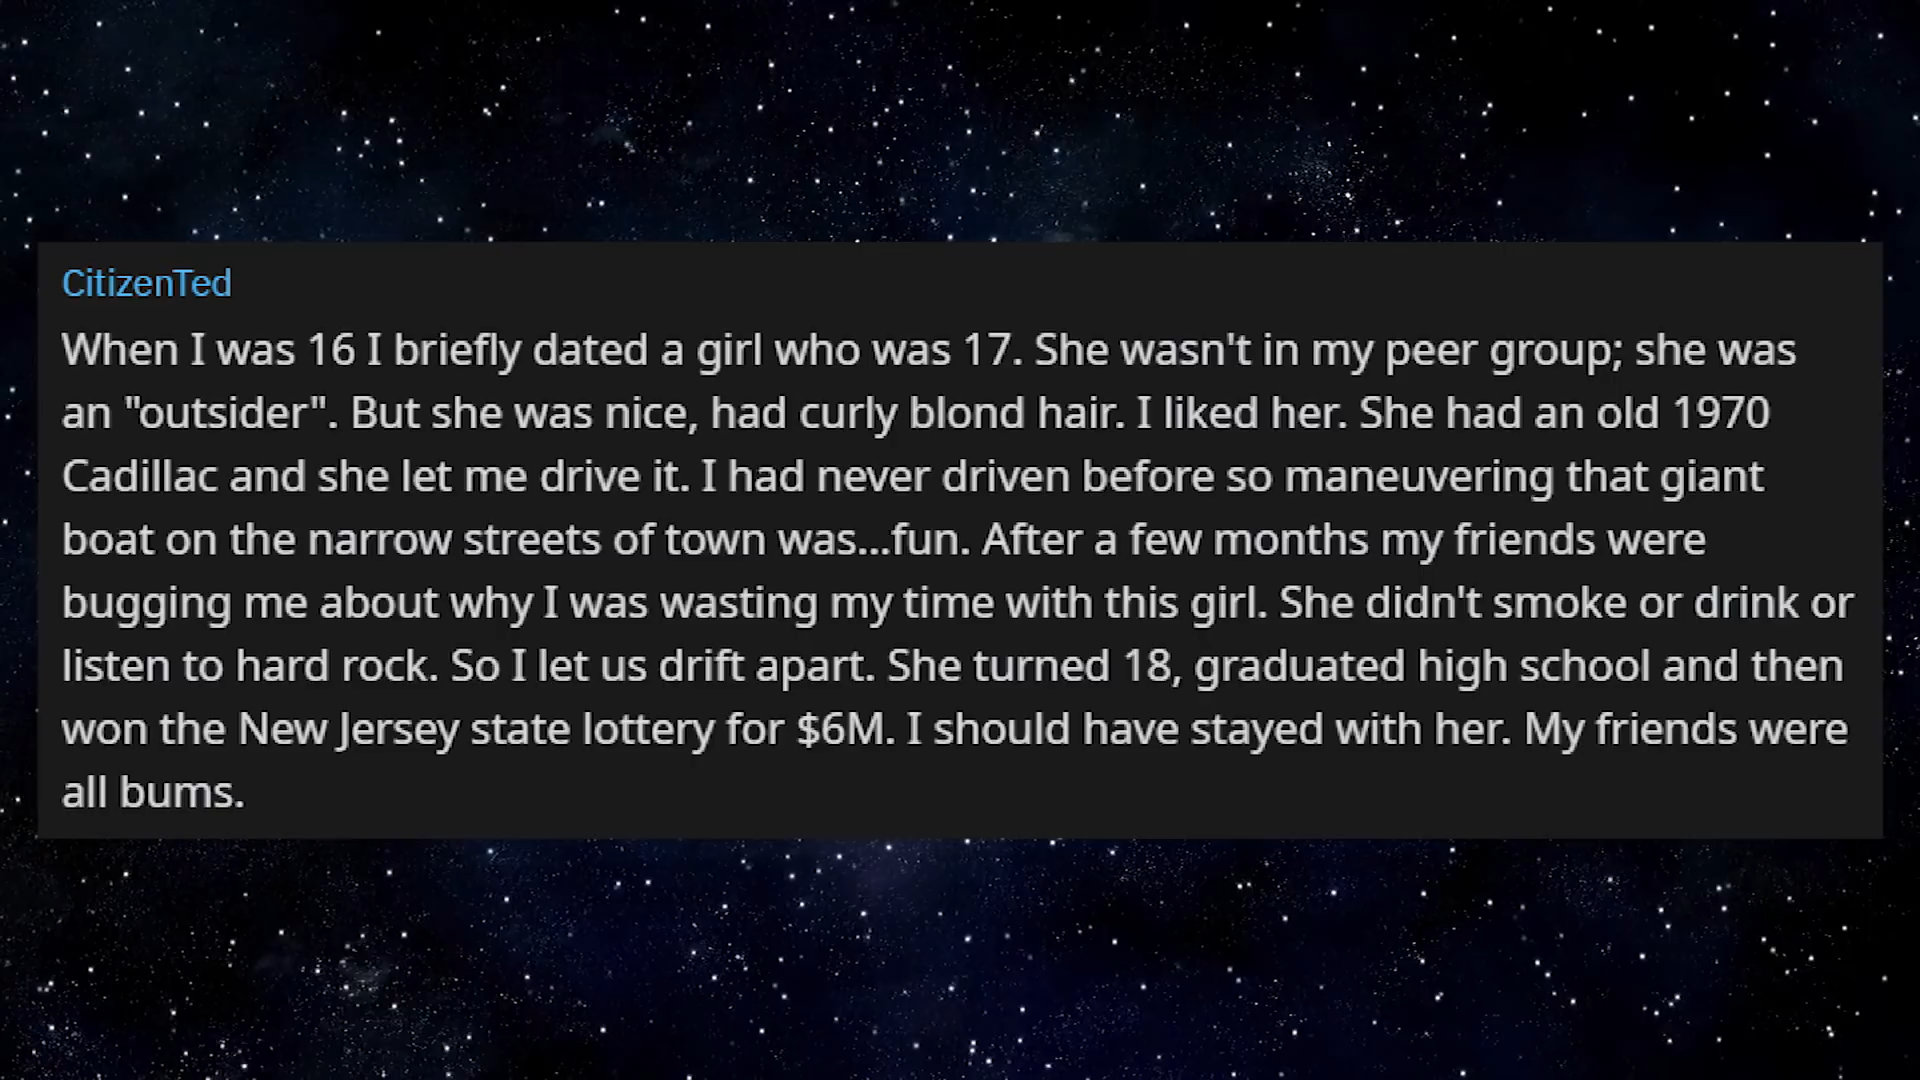 CitizenTed
When I was 16 I briefly dated a girl who was 17. She wasn't in my peer group; she was
an "outsider". But she was nice, had curly blond hair. I liked her. She had an old 1970
Cadillac and she let me drive it. I had never driven before so maneuvering that giant
boat on the narrow streets of town was...fun. After a few months my friends were
bugging me about why I was wasting my time with this girl. She didn't smoke or drink or
listen to hard rock. So I let us drift apart. She turned 18, graduated high school and then
won the New Jersey state lottery for $6M. I should have stayed with her. My friends were
all bums.